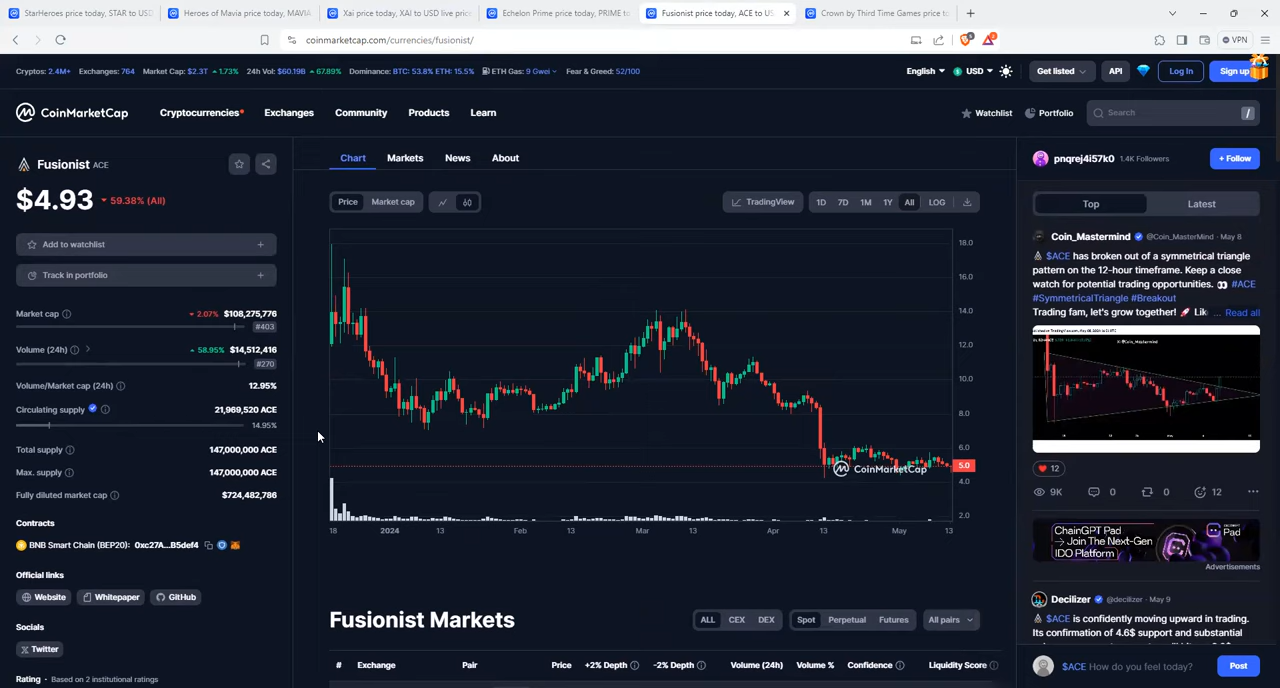 StarHeroes price today, STAR to USD
Heroes of Mavia price today, MAVIA
Xai price today, XAI to USD live price
Echelon Prime price today, PRIME to
Fusionist price today, ACE to US
Crown by Third Time Games price to
coinmarketcap.com/currencies/fusionist/
VPN
Cryptos: 2.4M+ Exchanges: 764 Market Cap: $2.3T 1.73% 24h Vol: $60.19B 67.89% Dominance: BTC: 53.8% ETH: 15.5% ETH Gas: 9 Gwei Fear & Greed: 52/100
English USD Get listed API Log In Sign up
CoinMarketCap Cryptocurrencies Exchanges Community Products Learn Watchlist Portfolio Search /
Fusionist ACE
$4.93 59.38% (All)
Add to watchlist +
Track in portfolio +
Market cap 2.07% $108,275,776
#403
Volume (24h) 58.95% $14,512,416
#270
Volume/Market cap (24h) 12.95%
Circulating supply 21,969,520 ACE
14.95%
Total supply 147,000,000 ACE
Max. supply 147,000,000 ACE
Fully diluted market cap $724,482,786
Contracts
BNB Smart Chain (BEP20): 0xc27A...B5def4
Official links
Website Whitepaper GitHub
Socials
Twitter
Rating · Based on 2 institutional ratings
Chart Markets News About
Price Market cap TradingView 1D 7D 1M 1Y All LOG
18.0
16.0
14.0
12.0
10.0
8.0
6.0
5.0
4.0
2.0
CoinMarketCap
18 2024 13 Feb 13 Mar 13 Apr 13 May 13
Fusionist Markets ALL CEX DEX Spot Perpetual Futures All pairs
# Exchange Pair Price +2% Depth -2% Depth Volume (24h) Volume % Confidence Liquidity Score
pnqrej4i57k0 1.4K Followers + Follow
Top Latest
Coin_Mastermind @Coin_MasterMind · May 8
$ACE has broken out of a symmetrical triangle
pattern on the 12-hour timeframe. Keep a close
watch for potential trading opportunities. 👀 #ACE
#SymmetricalTriangle #Breakout
Trading fam, let's grow together! 🚀 Lik ... Read all
12
9K 0 0 12
ChainGPT Pad
→ Join The Next-Gen
IDO Platform
ChainGPT
Pad
Advertisements
Decilizer @decilizer · May 9
$ACE is confidently moving upward in trading.
Its confirmation of 4.6$ support and substantial
$ACE How do you feel today? Post